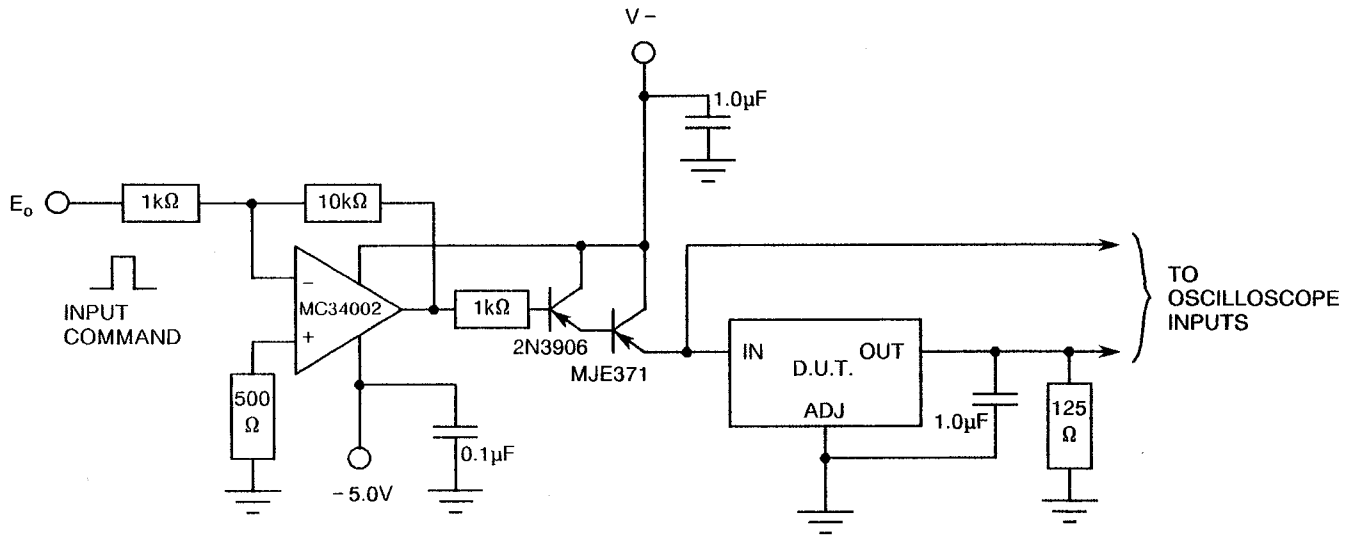 V -
1.0µF
E₀
1kΩ
10kΩ
INPUT
COMMAND
−
MC34002
+
1kΩ
2N3906
MJE371
500
Ω
- 5.0V
0.1µF
IN
OUT
D.U.T.
ADJ
1.0µF
125
Ω
TO
OSCILLOSCOPE
INPUTS